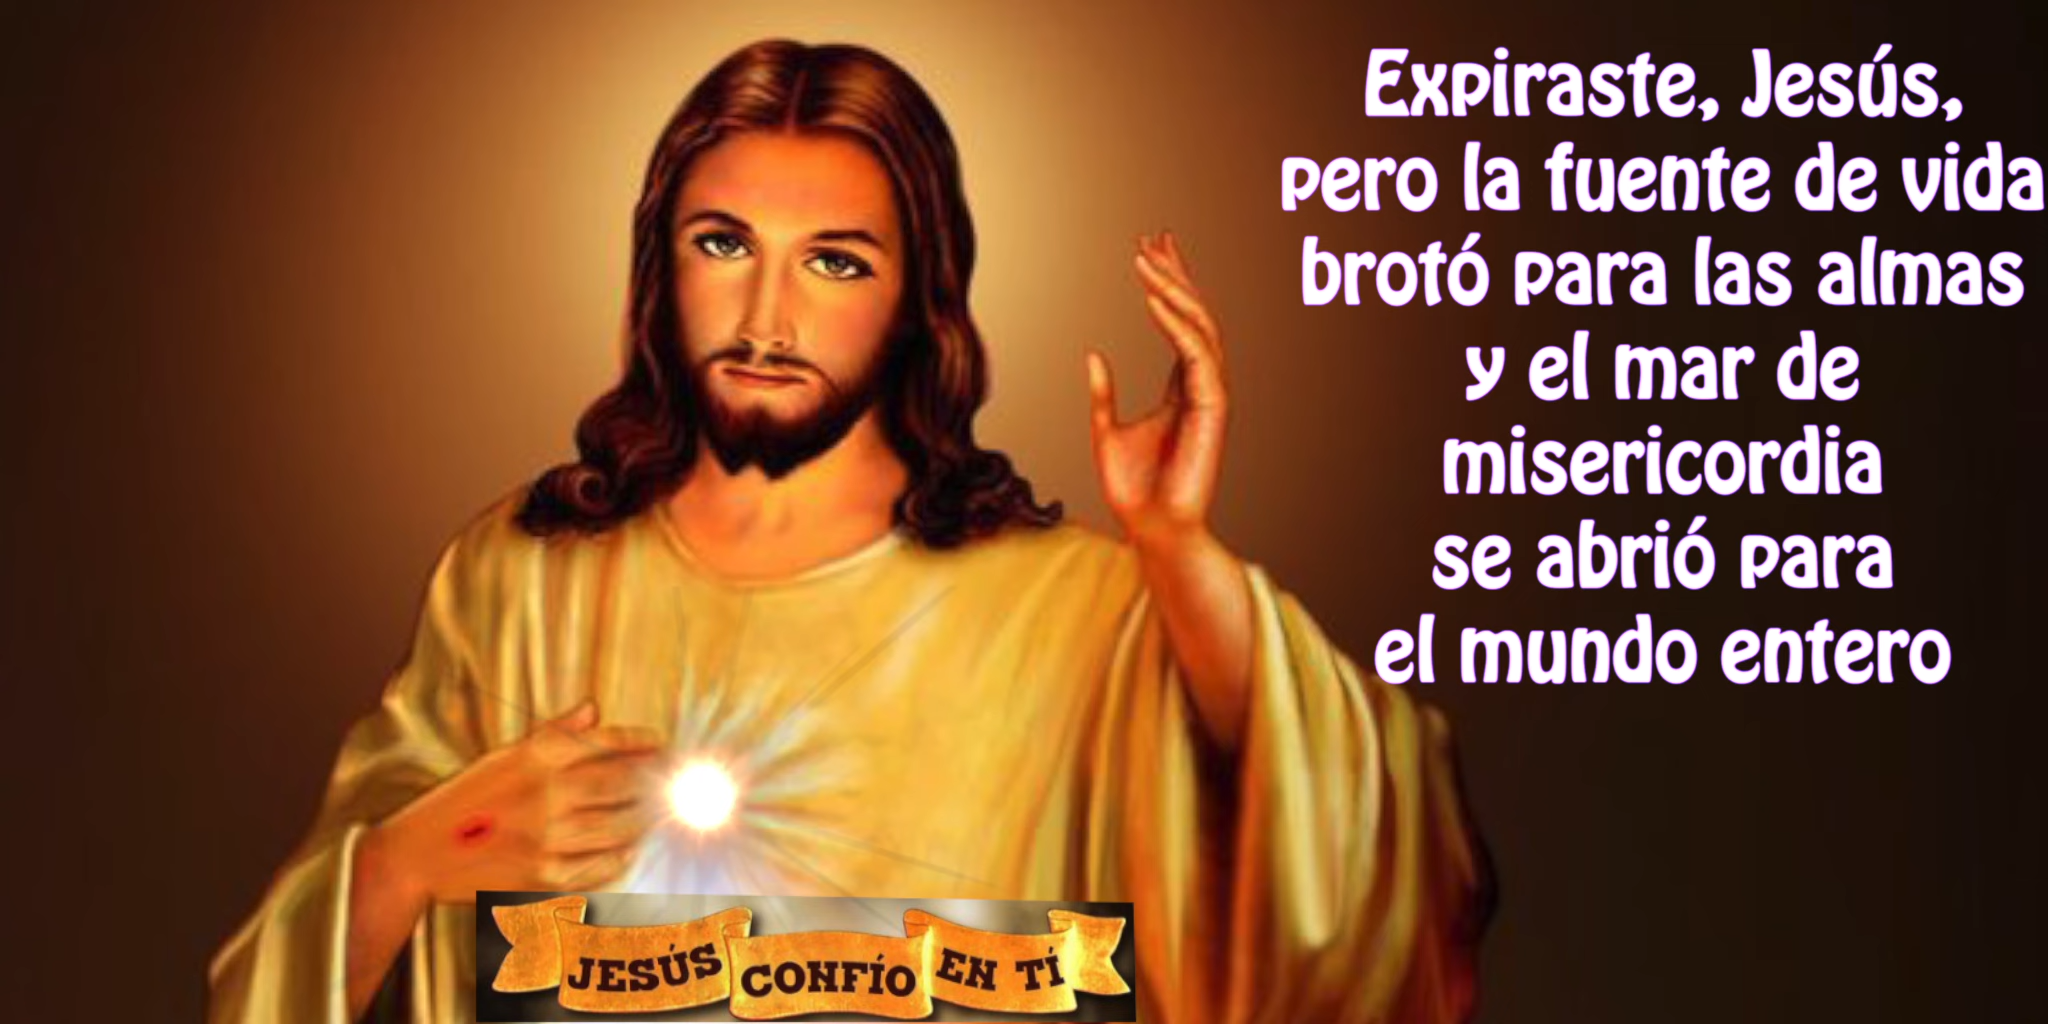 Expiraste, Jesús,
pero la fuente de vida
brotó para las almas
y el mar de
misericordia
se abrió para
el mundo entero
JESÚS CONFÍO EN TÍ